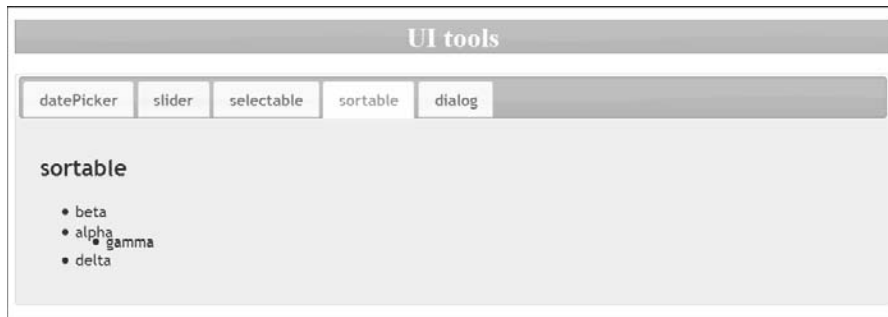 UI tools
datePicker slider selectable sortable dialog
sortable
• beta
• alpha
• gamma
• delta